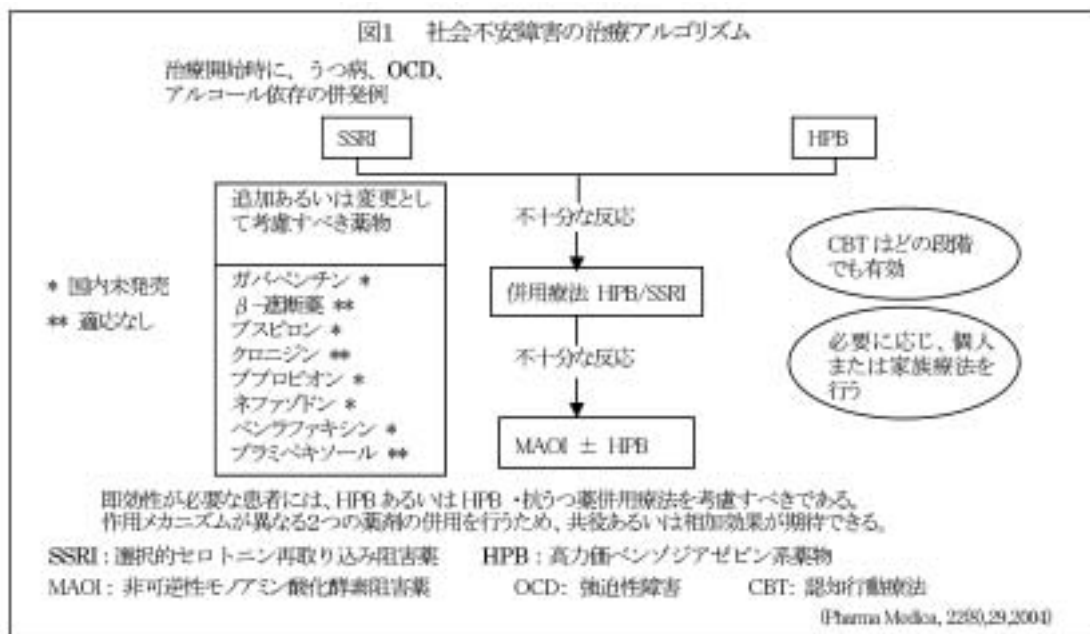 図1 社会不安障害の治療アルゴリズム
治療開始時に、うつ病、OCD、
アルコール依存の併発例
SSRI
HPB
追加あるいは変更とし
て考慮すべき薬物
不十分な反応
CBT はどの段階
でも有効
* 国内未発売
** 適応なし
ガバペンチン *
β-遮断薬 **
ブスピロン *
クロニジン **
ブプロピオン *
ネファゾドン *
ベンラファキシン *
プラミペキソール **
併用療法 HPB/SSRI
不十分な反応
必要に応じ、個人
または家族療法を
行う
MAOI ± HPB
即効性が必要な患者には、HPB あるいは HPB ・抗うつ薬併用療法を考慮すべきである。
作用メカニズムが異なる2つの薬剤の併用を行うため、共役あるいは相加効果が期待できる。
SSRI : 選択的セロトニン再取り込み阻害薬 HPB : 高力価ベンゾジアゼピン系薬物
MAOI : 非可逆性モノアミン酸化酵素阻害薬 OCD: 強迫性障害 CBT: 認知行動療法
(Pharma Medica, 22(8),29,2004)